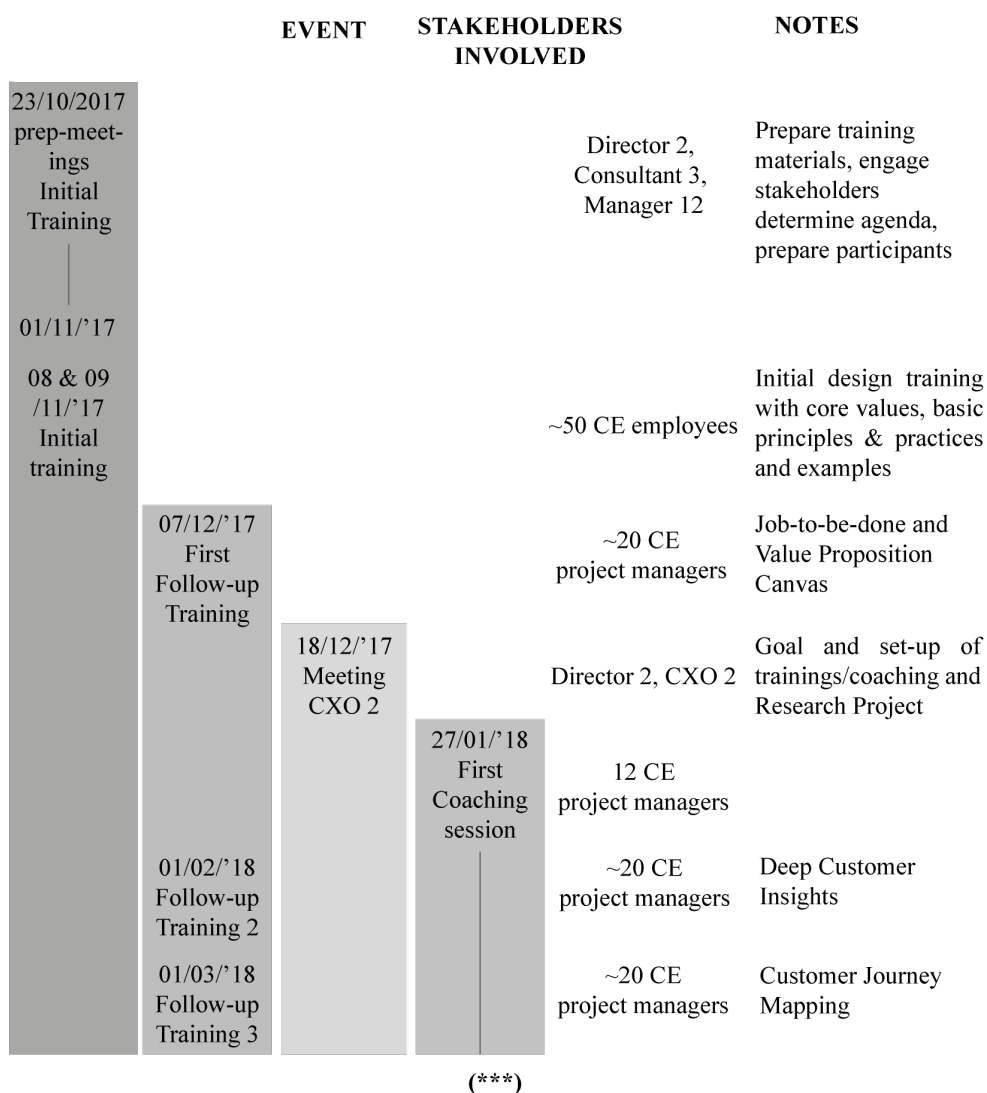 EVENT
STAKEHOLDERS
INVOLVED
NOTES
23/10/2017
prep-meet-
ings
Initial
Training
01/11/’17
Director 2,
Consultant 3,
Manager 12
Prepare training
materials, engage
stakeholders
determine agenda,
prepare participants
08 & 09
/11/’17
Initial
training
~50 CE employees
Initial design training
with core values, basic
principles & practices
and examples
07/12/’17
First
Follow-up
Training
~20 CE
project managers
Job-to-be-done and
Value Proposition
Canvas
18/12/’17
Meeting
CXO 2
Director 2, CXO 2
Goal and set-up of
trainings/coaching and
Research Project
27/01/’18
First
Coaching
session
12 CE
project managers
01/02/’18
Follow-up
Training 2
~20 CE
project managers
Deep Customer
Insights
01/03/’18
Follow-up
Training 3
~20 CE
project managers
Customer Journey
Mapping
(***)